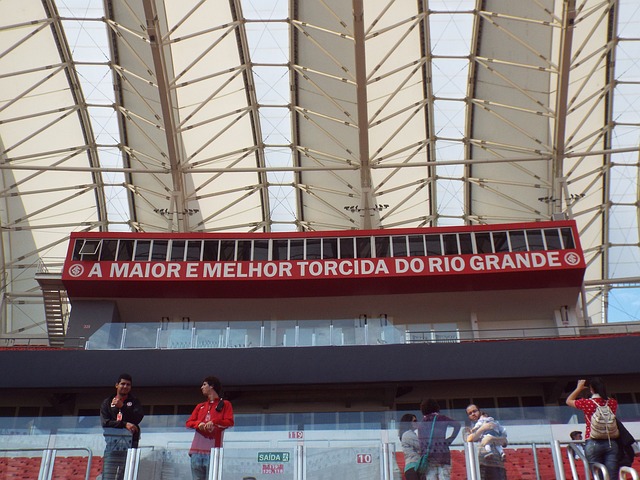 A MAIOR E MELHOR TORCIDA DO RIO GRANDE
119
SAÍDA
10